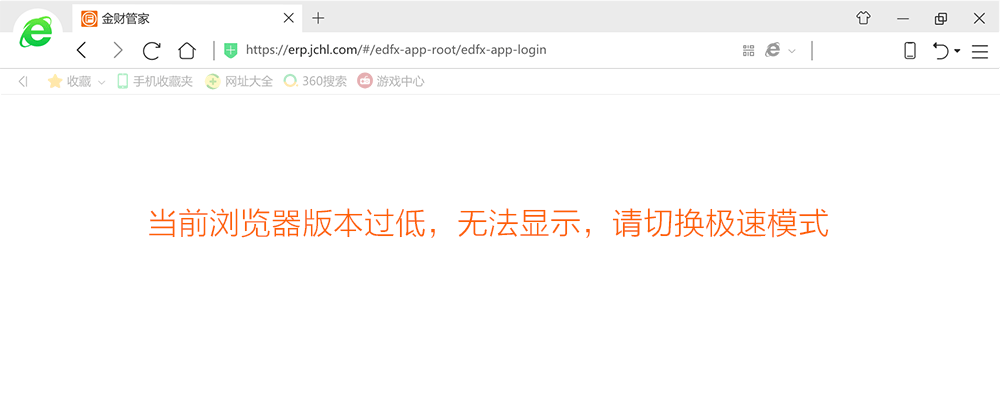 金财管家
https://erp.jchl.com/#/edfx-app-root/edfx-app-login
收藏 手机收藏夹 网址大全 360搜索 游戏中心
当前浏览器版本过低，无法显示，请切换极速模式